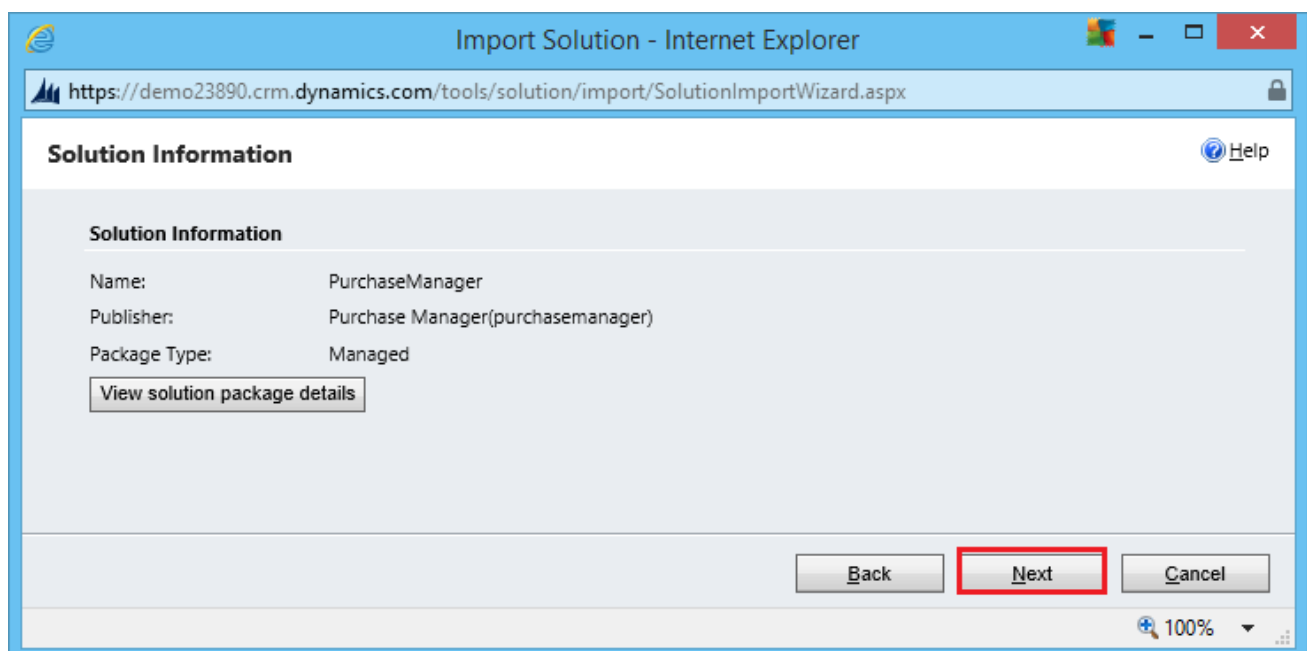 Import Solution - Internet Explorer
https://demo23890.crm.dynamics.com/tools/solution/import/SolutionImportWizard.aspx
Solution Information
Help
Solution Information
Name: PurchaseManager
Publisher: Purchase Manager(purchasemanager)
Package Type: Managed
View solution package details
Back Next Cancel
100%